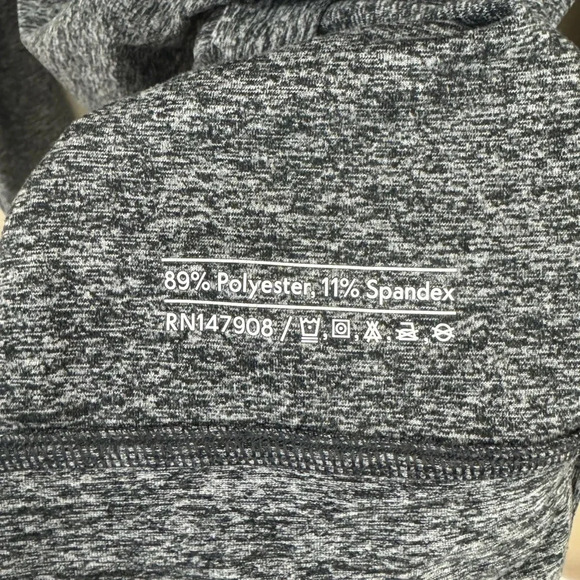 89% Polyester, 11% Spandex
RN147908 /